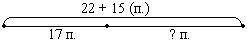 22 + 15 (п.)
17 п. ? п.